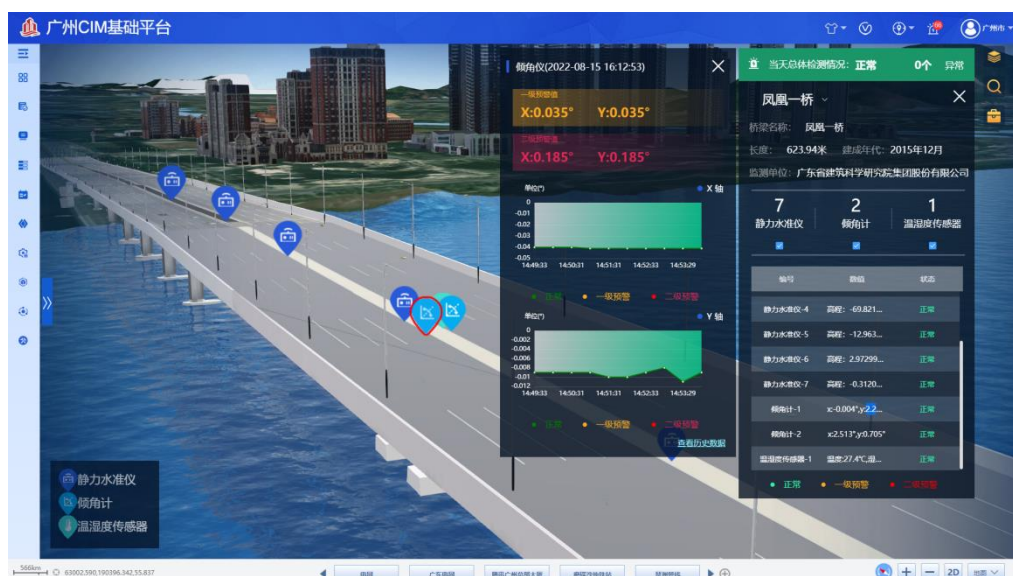 广州CIM基础平台
66
广州市
倾角仪(2022-08-15 16:12:53)
一级预警值
X:0.035° Y:0.035°
二级预警值
X:0.185° Y:0.185°
单位(°) X 轴
0
-0.01
-0.02
-0.03
-0.04
-0.05
14:49:33 14:50:31 14:51:31 14:52:33 14:53:29
正常 一级预警 二级预警
单位(°) Y 轴
0
-0.002
-0.004
-0.006
-0.008
-0.01
-0.012
14:49:33 14:50:31 14:51:31 14:52:33 14:53:29
正常 一级预警 二级预警
查看历史数据
当天总体检测情况: 正常 0个 异常
凤凰一桥
桥梁名称: 凤凰一桥
长度: 623.94米 建成年代: 2015年12月
监测单位: 广东省建筑科学研究院集团股份有限公司
7 2 1
静力水准仪 倾角计 温湿度传感器
编号 数值 状态
静力水准仪-4 高程: -69.821... 正常
静力水准仪-5 高程: -12.963... 正常
静力水准仪-6 高程: 2.97299... 正常
静力水准仪-7 高程: -0.3120... 正常
倾角计-1 x:-0.004°,y:2.2... 正常
倾角计-2 x:2.513°,y:0.705° 正常
温湿度传感器-1 温度:27.4℃,湿... 正常
正常 一级预警 二级预警
静力水准仪
倾角计
温湿度传感器
566km 63002.590,190396.342,55.837
2D 地面